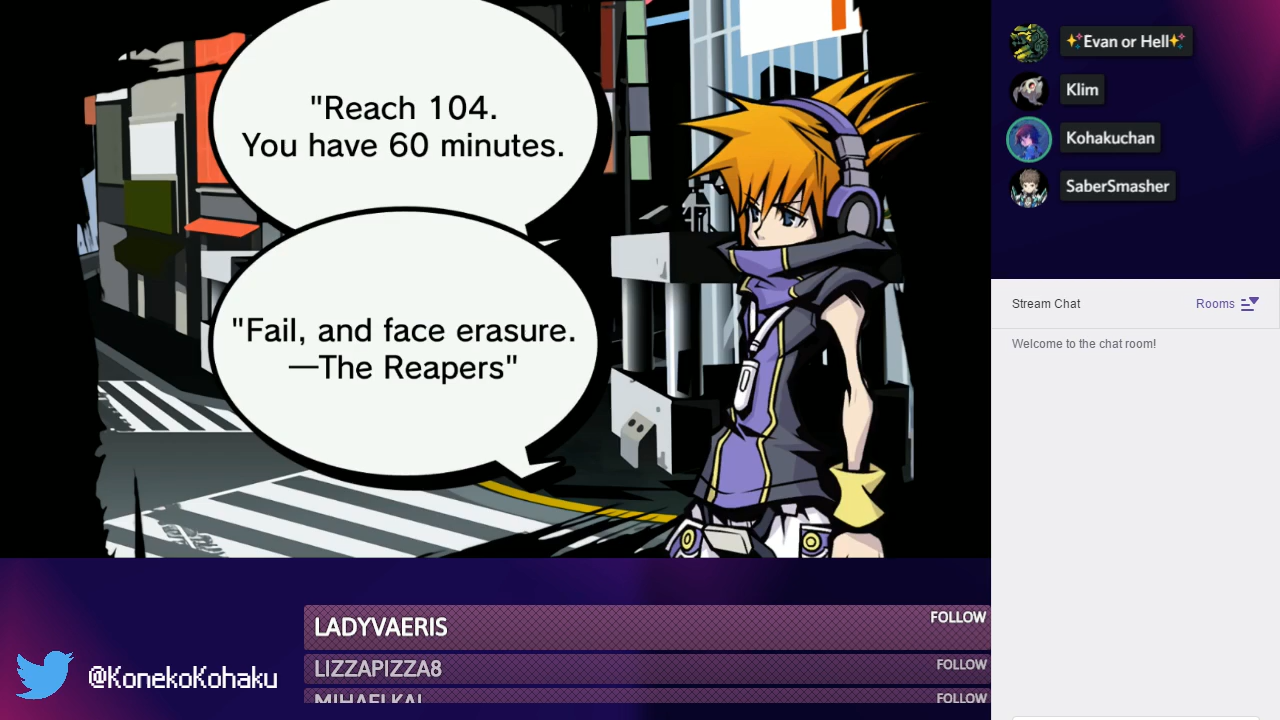 "Reach 104.
You have 60 minutes.
"Fail, and face erasure.
—The Reapers"
✨Evan or Hell✨
Klim
Kohakuchan
SaberSmasher
Stream Chat
Rooms
Welcome to the chat room!
LADYVAERIS
FOLLOW
LIZZAPIZZA8
FOLLOW
MIHAELKAI
FOLLOW
@KonekoKohaku